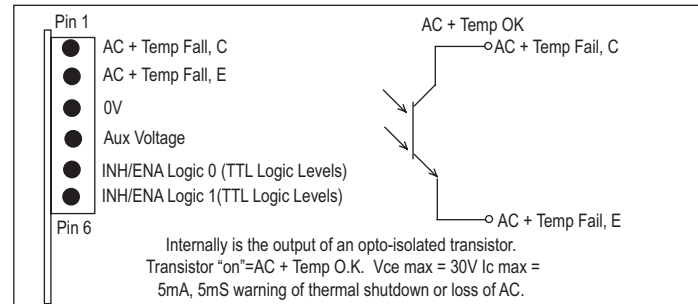 Pin 1
AC + Temp Fall, C
AC + Temp Fall, E
0V
Aux Voltage
INH/ENA Logic 0 (TTL Logic Levels)
INH/ENA Logic 1(TTL Logic Levels)
Pin 6
AC + Temp OK
AC + Temp Fail, C
AC + Temp Fail, E
Internally is the output of an opto-isolated transistor.
Transistor “on”=AC + Temp O.K. Vce max = 30V Ic max =
5mA, 5mS warning of thermal shutdown or loss of AC.